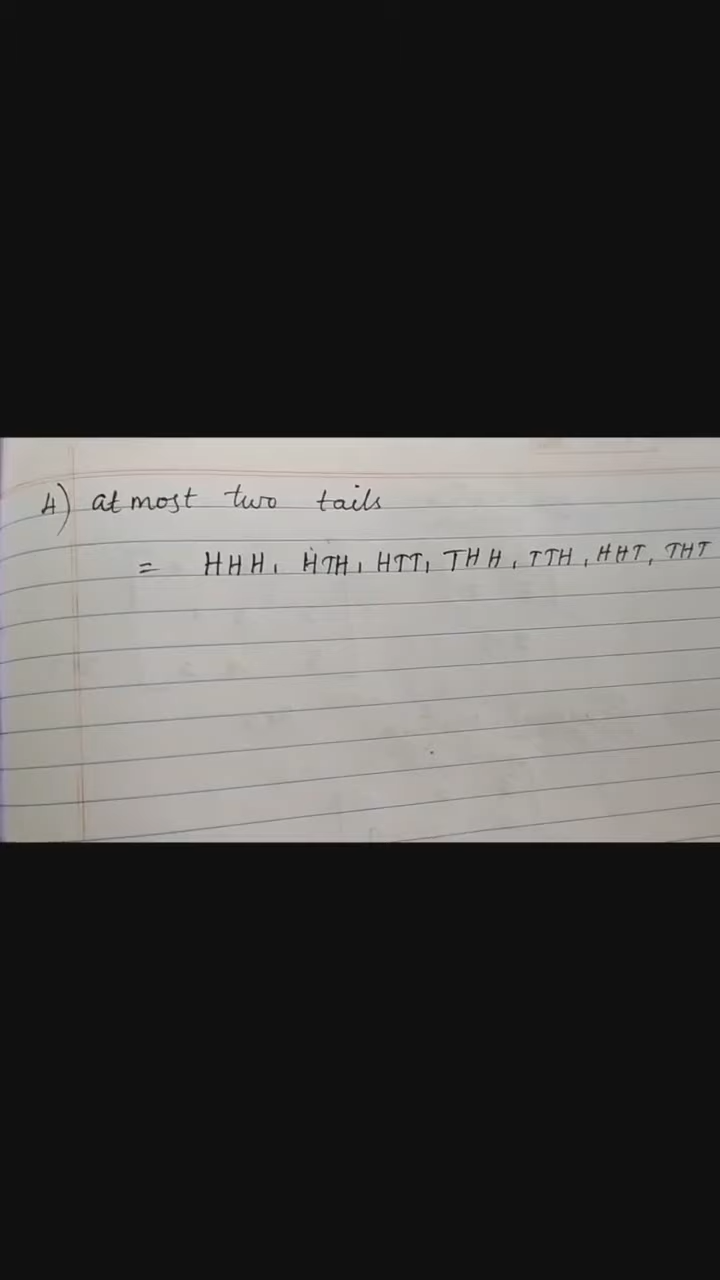 4) at most two tails
= HHH, HTH, HTT, THH, TTH, HHT, THT